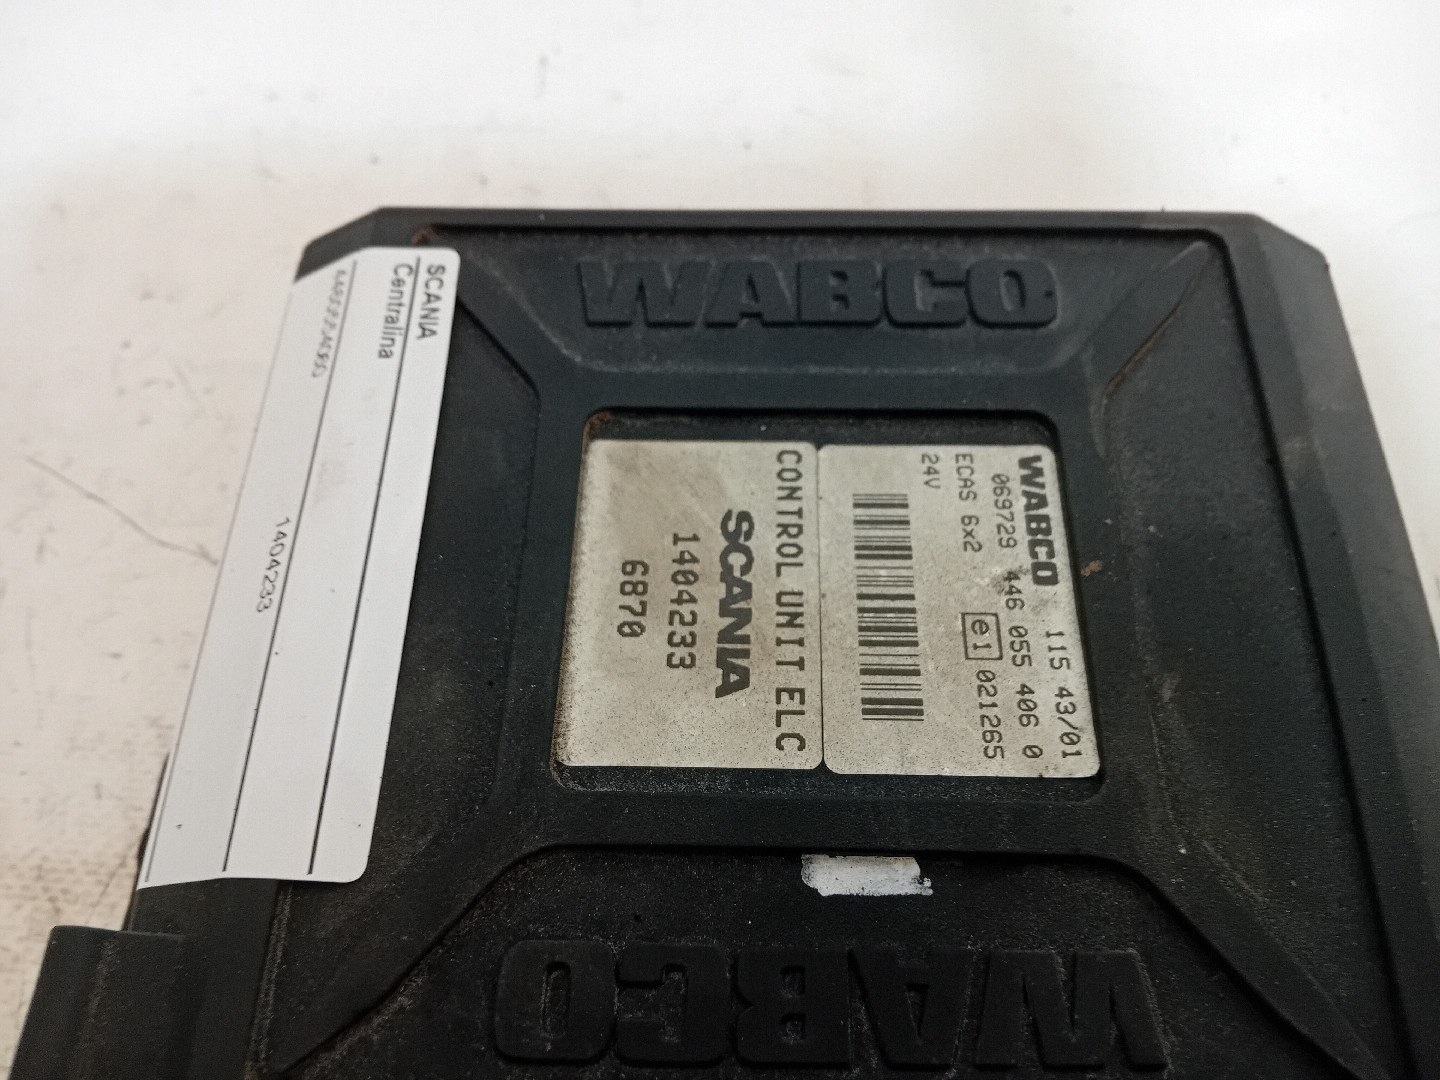 WABCO
SCANIA
Centralina
1404233
WABCO 115 43/01
069729 446 055 406 0
ECAS 6x2 e1 021265
24V
CONTROL UNIT ELC
SCANIA
1404233
6870
WABCO